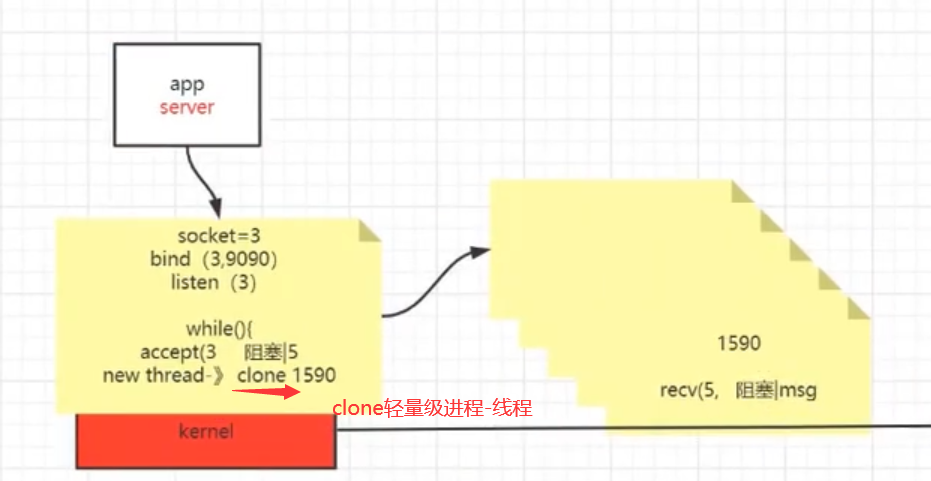 app
server
socket=3
bind（3,9090）
listen（3）
while(){
accept(3 阻塞|5
new thread-》 clone 1590
clone轻量级进程-线程
kernel
1590
recv(5, 阻塞|msg